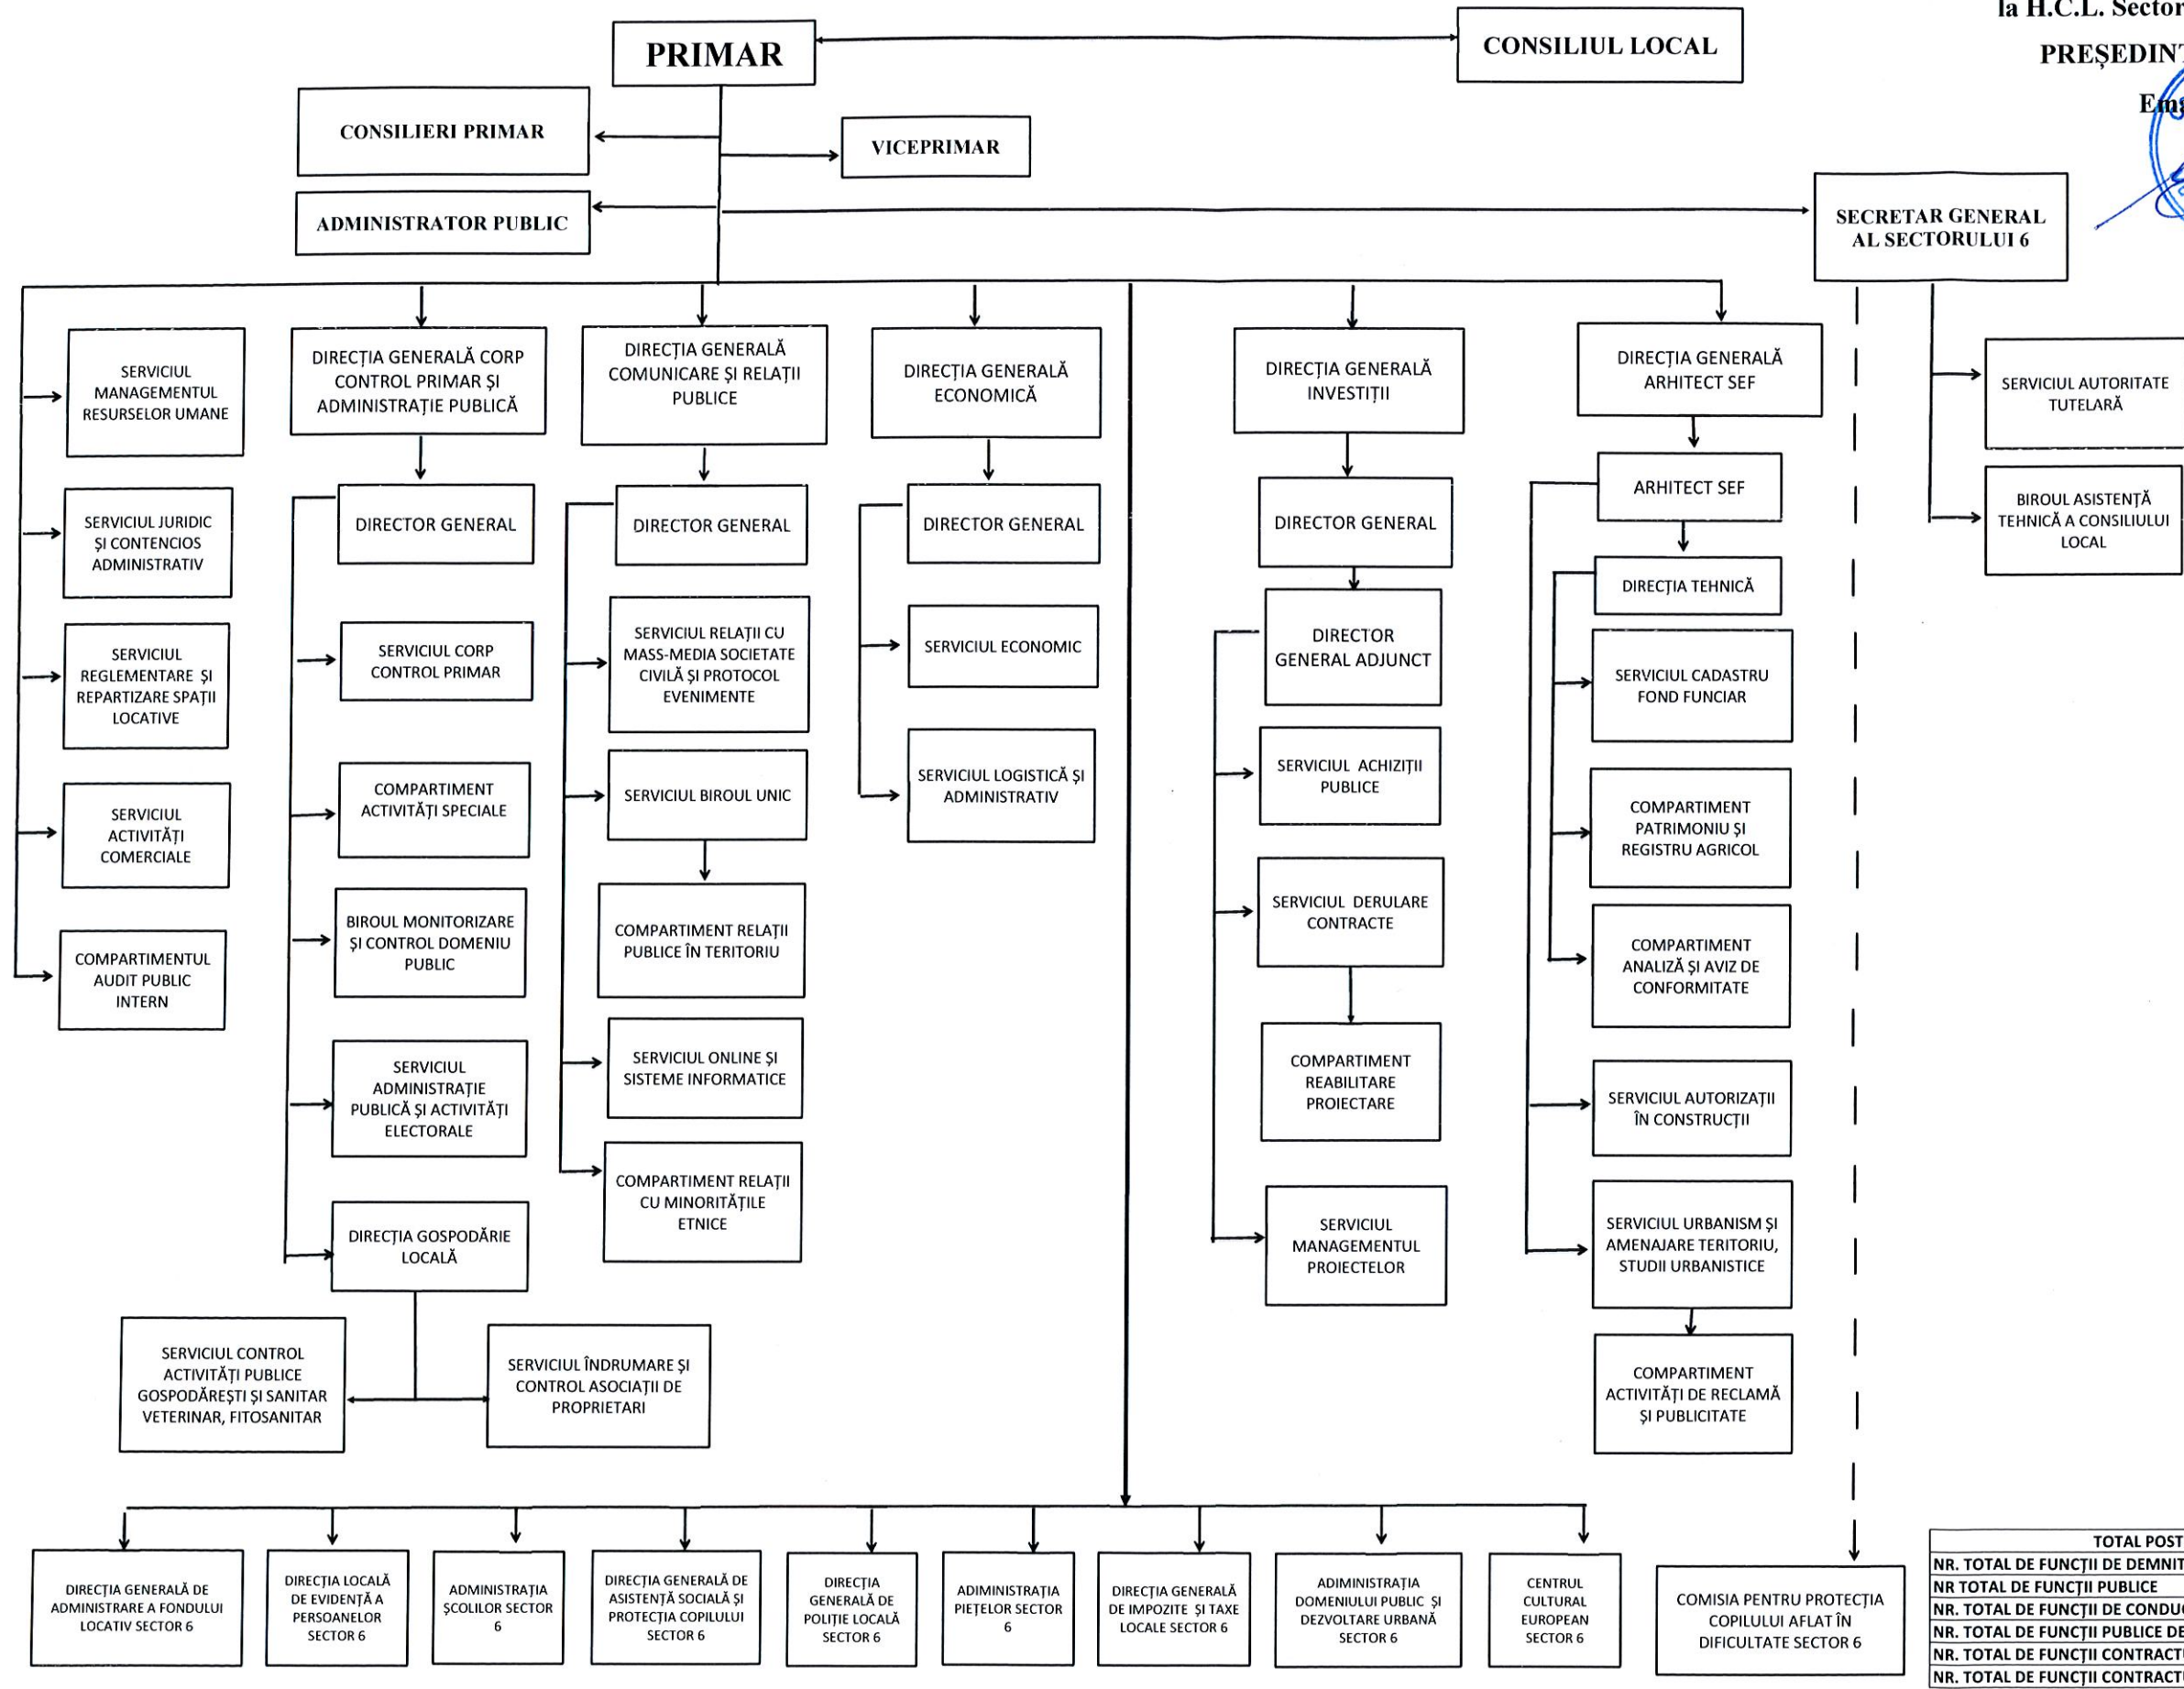 la H.C.L. Sector
PREȘEDINT
PRIMAR
CONSILIUL LOCAL
CONSILIERI PRIMAR
VICEPRIMAR
ADMINISTRATOR PUBLIC
SECRETAR GENERAL
AL SECTORULUI 6
SERVICIUL
MANAGEMENTUL
RESURSELOR UMANE
SERVICIUL JURIDIC
ȘI CONTENCIOS
ADMINISTRATIV
SERVICIUL
REGLEMENTARE ȘI
REPARTIZARE SPAȚII
LOCATIVE
SERVICIUL
ACTIVITĂȚI
COMERCIALE
COMPARTIMENTUL
AUDIT PUBLIC
INTERN
DIRECȚIA GENERALĂ CORP
CONTROL PRIMAR ȘI
ADMINISTRAȚIE PUBLICĂ
DIRECTOR GENERAL
SERVICIUL CORP
CONTROL PRIMAR
COMPARTIMENT
ACTIVITĂȚI SPECIALE
BIROUL MONITORIZARE
ȘI CONTROL DOMENIU
PUBLIC
SERVICIUL
ADMINISTRAȚIE
PUBLICĂ ȘI ACTIVITĂȚI
ELECTORALE
DIRECȚIA GOSPODĂRIE
LOCALĂ
SERVICIUL CONTROL
ACTIVITĂȚI PUBLICE
GOSPODĂREȘTI ȘI SANITAR
VETERINAR, FITOSANITAR
SERVICIUL ÎNDRUMARE ȘI
CONTROL ASOCIAȚII DE
PROPRIETARI
DIRECȚIA GENERALĂ
COMUNICARE ȘI RELAȚII
PUBLICE
DIRECTOR GENERAL
SERVICIUL RELAȚII CU
MASS-MEDIA SOCIETATE
CIVILĂ ȘI PROTOCOL
EVENIMENTE
SERVICIUL BIROUL UNIC
COMPARTIMENT RELAȚII
PUBLICE ÎN TERITORIU
SERVICIUL ONLINE ȘI
SISTEME INFORMATICE
COMPARTIMENT RELAȚII
CU MINORITĂȚILE
ETNICE
DIRECȚIA GENERALĂ
ECONOMICĂ
DIRECTOR GENERAL
SERVICIUL ECONOMIC
SERVICIUL LOGISTICĂ ȘI
ADMINISTRATIV
DIRECȚIA GENERALĂ
INVESTIȚII
DIRECTOR GENERAL
DIRECTOR
GENERAL ADJUNCT
SERVICIUL ACHIZIȚII
PUBLICE
SERVICIUL DERULARE
CONTRACTE
COMPARTIMENT
REABILITARE
PROIECTARE
SERVICIUL
MANAGEMENTUL
PROIECTELOR
DIRECȚIA GENERALĂ
ARHITECT SEF
ARHITECT SEF
DIRECȚIA TEHNICĂ
SERVICIUL CADASTRU
FOND FUNCIAR
COMPARTIMENT
PATRIMONIU ȘI
REGISTRU AGRICOL
COMPARTIMENT
ANALIZĂ ȘI AVIZ DE
CONFORMITATE
SERVICIUL AUTORIZAȚII
ÎN CONSTRUCȚII
SERVICIUL URBANISM ȘI
AMENAJARE TERITORIU,
STUDII URBANISTICE
COMPARTIMENT
ACTIVITĂȚI DE RECLAMĂ
ȘI PUBLICITATE
SERVICIUL AUTORITATE
TUTELARĂ
BIROUL ASISTENȚĂ
TEHNICĂ A CONSILIULUI
LOCAL
DIRECȚIA GENERALĂ DE
ADMINISTRARE A FONDULUI
LOCATIV SECTOR 6
DIRECȚIA LOCALĂ
DE EVIDENȚĂ A
PERSOANELOR
SECTOR 6
ADMINISTRAȚIA
ȘCOLILOR SECTOR
6
DIRECȚIA GENERALĂ DE
ASISTENȚĂ SOCIALĂ ȘI
PROTECȚIA COPILULUI
SECTOR 6
DIRECȚIA
GENERALĂ DE
POLIȚIE LOCALĂ
SECTOR 6
ADIMINISTRAȚIA
PIEȚELOR SECTOR
6
DIRECȚIA GENERALĂ
DE IMPOZITE ȘI TAXE
LOCALE SECTOR 6
ADIMINISTRAȚIA
DOMENIULUI PUBLIC ȘI
DEZVOLTARE URBANĂ
SECTOR 6
CENTRUL
CULTURAL
EUROPEAN
SECTOR 6
COMISIA PENTRU PROTECȚIA
COPILULUI AFLAT ÎN
DIFICULTATE SECTOR 6
TOTAL POST
NR. TOTAL DE FUNCȚII DE DEMNIT
NR TOTAL DE FUNCȚII PUBLICE
NR. TOTAL DE FUNCȚII DE CONDUC
NR. TOTAL DE FUNCȚII PUBLICE DE
NR. TOTAL DE FUNCȚII CONTRACTU
NR. TOTAL DE FUNCȚII CONTRACTU